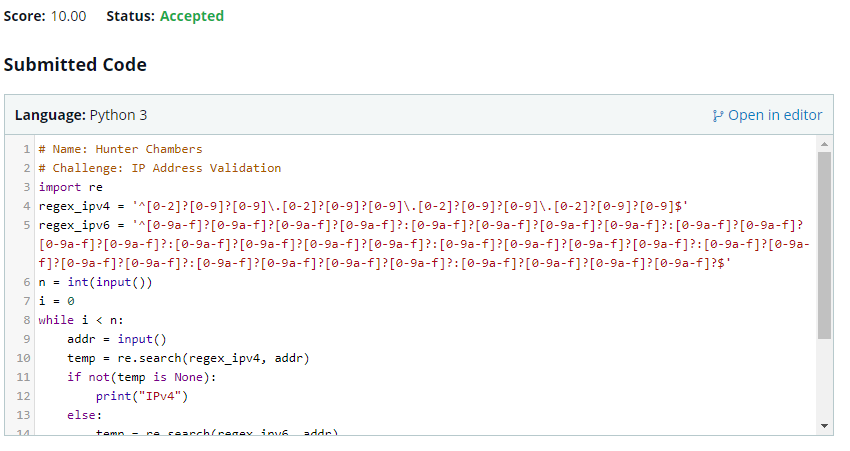 Score: 10.00 Status: Accepted
Submitted Code
Language: Python 3 Open in editor
1 # Name: Hunter Chambers
2 # Challenge: IP Address Validation
3 import re
4 regex_ipv4 = '^[0-2]?[0-9]?[0-9]\.[0-2]?[0-9]?[0-9]\.[0-2]?[0-9]?[0-9]\.[0-2]?[0-9]?[0-9]$'
5 regex_ipv6 = '^[0-9a-f]?[0-9a-f]?[0-9a-f]?[0-9a-f]?:[0-9a-f]?[0-9a-f]?[0-9a-f]?[0-9a-f]?:[0-9a-f]?[0-9a-f]?
[0-9a-f]?[0-9a-f]?:[0-9a-f]?[0-9a-f]?[0-9a-f]?[0-9a-f]?:[0-9a-f]?[0-9a-f]?[0-9a-f]?[0-9a-f]?:[0-9a-f]?[0-9a-
f]?[0-9a-f]?[0-9a-f]?:[0-9a-f]?[0-9a-f]?[0-9a-f]?[0-9a-f]?:[0-9a-f]?[0-9a-f]?[0-9a-f]?[0-9a-f]?$'
6 n = int(input())
7 i = 0
8 while i < n:
9 addr = input()
10 temp = re.search(regex_ipv4, addr)
11 if not(temp is None):
12 print("IPv4")
13 else:
14 temp = re.search(regex_ipv6, addr)